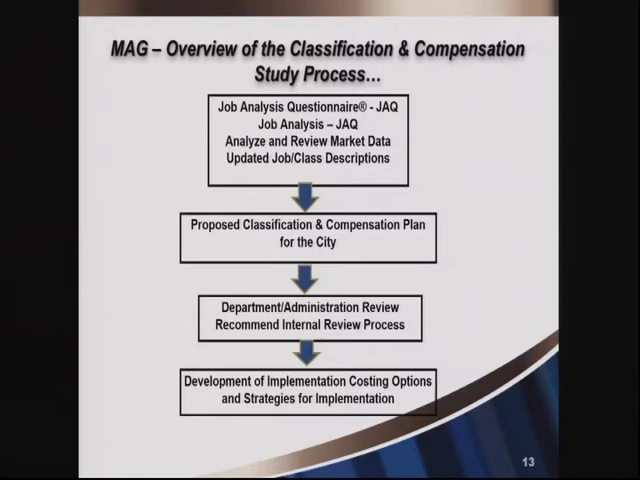 MAG – Overview of the Classification & Compensation
Study Process…
Job Analysis Questionnaire® - JAQ
Job Analysis – JAQ
Analyze and Review Market Data
Updated Job/Class Descriptions
Proposed Classification & Compensation Plan
for the City
Department/Administration Review
Recommend Internal Review Process
Development of Implementation Costing Options
and Strategies for Implementation
13